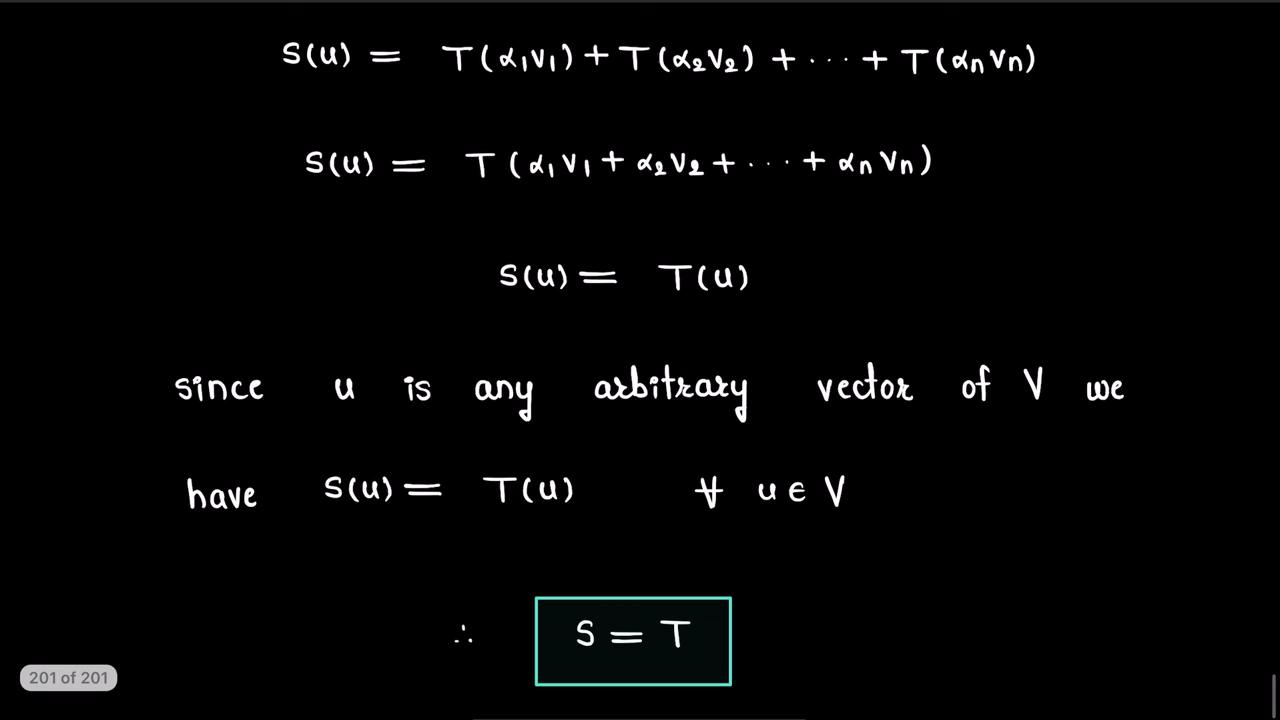 S(u) = T(α₁v₁) + T(α₂v₂) + ··· + T(αₙvₙ)
S(u) = T(α₁v₁ + α₂v₂ + ··· + αₙvₙ)
S(u) = T(u)
since u is any arbitrary vector of V we
have S(u) = T(u) ∀ u ∈ V
∴ S = T
201 of 201